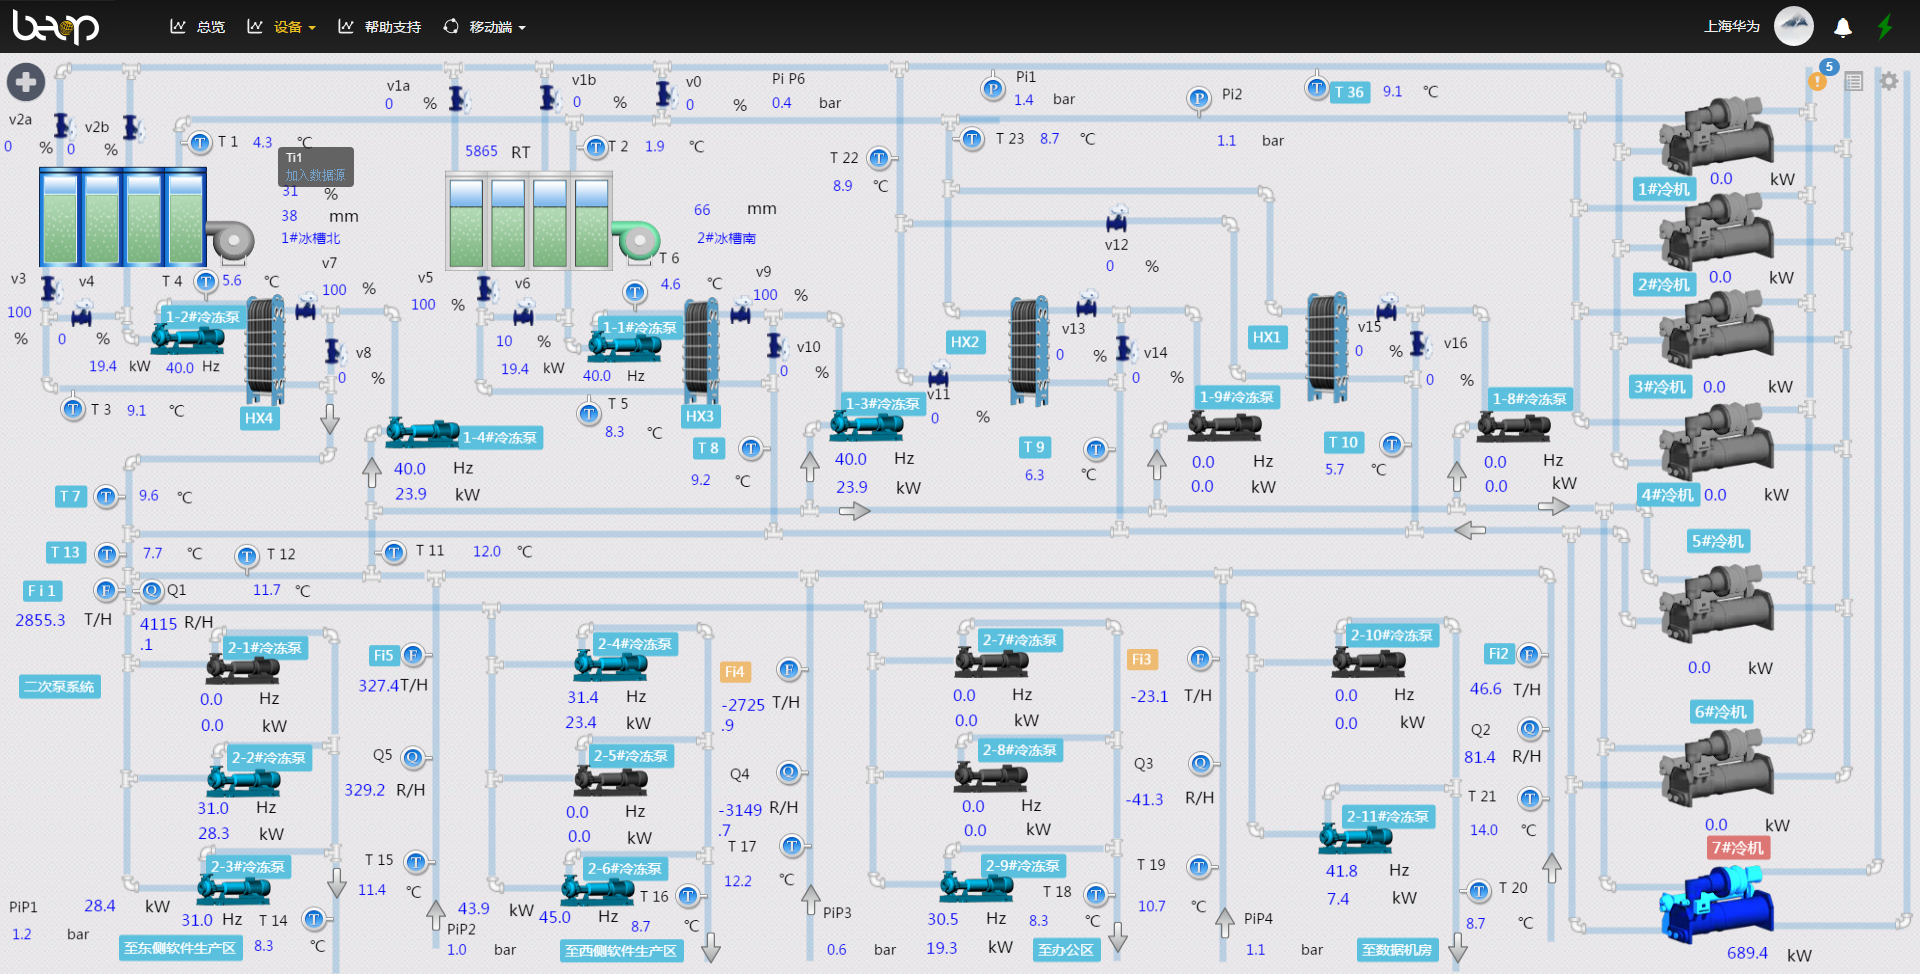 beop
总览
设备
帮助支持
移动端
上海华为
5
v1a
0 %
v1b
0 %
v0
0 %
Pi P6
0.4 bar
Pi1
1.4 bar
Pi2
1.1 bar
T 36
9.1 ℃
v2a
0 %
v2b
0 %
T 1
4.3 ℃
Ti1
加入数据源
31 %
38 mm
1#冰槽北
5865 RT
T 2
1.9 ℃
66 mm
2#冰槽南
T 22
8.9 ℃
T 23
8.7 ℃
v12
0 %
1#冷机
0.0 kW
2#冷机
0.0 kW
3#冷机
0.0 kW
4#冷机
0.0 kW
5#冷机
0.0 kW
6#冷机
0.0 kW
7#冷机
689.4 kW
v3
100 %
v4
0 %
T 4
5.6 ℃
1-2#冷冻泵
19.4 kW
40.0 Hz
v7
100 %
v8
0 %
HX4
T 3
9.1 ℃
v5
100 %
v6
10 %
T 6
4.6 ℃
1-1#冷冻泵
19.4 kW
40.0 Hz
v9
100 %
v10
0 %
HX3
T 5
8.3 ℃
T 8
9.2 ℃
1-4#冷冻泵
40.0 Hz
23.9 kW
1-3#冷冻泵
40.0 Hz
23.9 kW
v11
0 %
HX2
v13
0 %
v14
0 %
T 9
6.3 ℃
1-9#冷冻泵
0.0 Hz
0.0 kW
HX1
v15
0 %
v16
0 %
T 10
5.7 ℃
1-8#冷冻泵
0.0 Hz
0.0 kW
T 7
9.6 ℃
T 13
7.7 ℃
T 12
11.7 ℃
T 11
12.0 ℃
F i 1
2855.3 T/H
Q1
4115.1 R/H
二次泵系统
2-1#冷冻泵
0.0 Hz
0.0 kW
2-2#冷冻泵
31.0 Hz
28.3 kW
2-3#冷冻泵
28.4 kW
31.0 Hz
PiP1
1.2 bar
T 14
8.3 ℃
至东侧软件生产区
Fi5
327.4 T/H
Q5
329.2 R/H
T 15
11.4 ℃
PiP2
1.0 bar
2-4#冷冻泵
31.4 Hz
23.4 kW
2-5#冷冻泵
0.0 Hz
0.0 kW
2-6#冷冻泵
43.9 kW
45.0 Hz
T 16
8.7 ℃
至西侧软件生产区
Fi4
-2725.9 T/H
Q4
-3149.7 R/H
T 17
12.2 ℃
PiP3
0.6 bar
2-7#冷冻泵
0.0 Hz
0.0 kW
2-8#冷冻泵
0.0 Hz
0.0 kW
2-9#冷冻泵
30.5 Hz
19.3 kW
T 18
8.3 ℃
至办公区
Fi3
-23.1 T/H
Q3
-41.3 R/H
T 19
10.7 ℃
PiP4
1.1 bar
2-10#冷冻泵
0.0 Hz
0.0 kW
2-11#冷冻泵
41.8 Hz
7.4 kW
至数据机房
Fi2
46.6 T/H
Q2
81.4 R/H
T 21
14.0 ℃
T 20
8.7 ℃